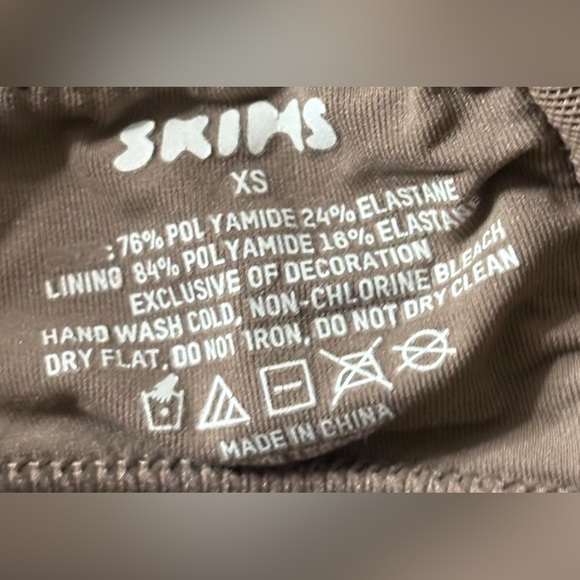 SKIMS
XS
: 76% POLYAMIDE 24% ELASTANE
LINING 84% POLYAMIDE 16% ELASTANE
EXCLUSIVE OF DECORATION
HAND WASH COLD, NON-CHLORINE BLEACH
DRY FLAT, DO NOT IRON, DO NOT DRY CLEAN
MADE IN CHINA